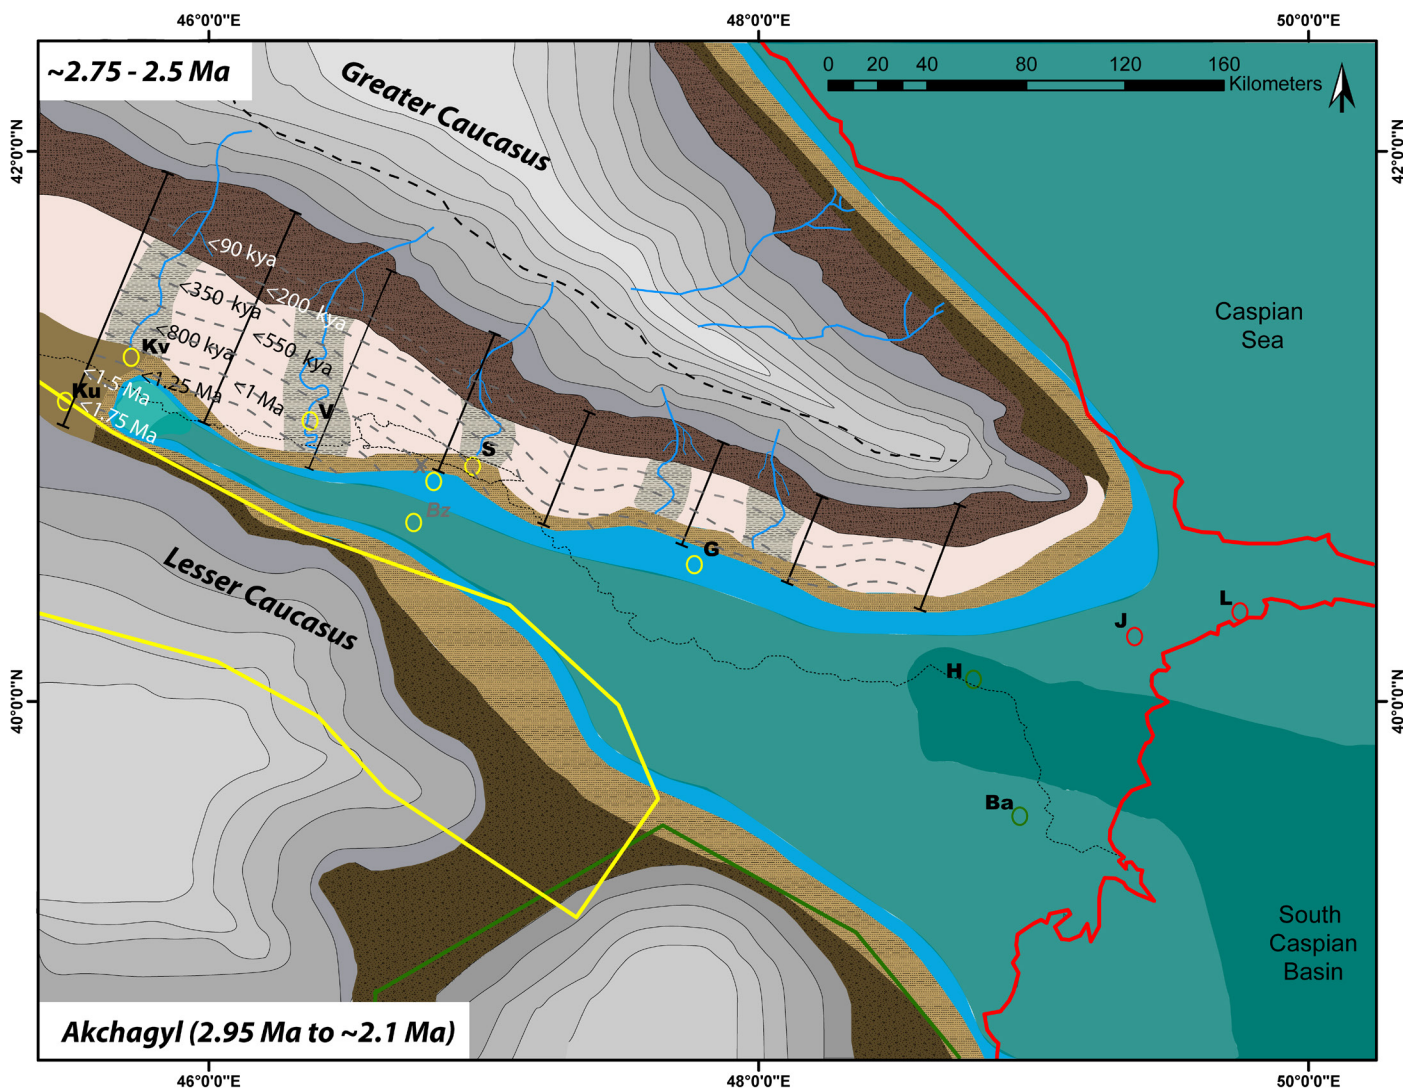 46°0'0"E
48°0'0"E
50°0'0"E
~2.75 - 2.5 Ma
Greater Caucasus
0 20 40 80 120 160
Kilometers
42°0'0"N
42°0'0"N
<90 kya
<350 kya
<200 kya
<800 kya
<550 kya
Kv
<1.5 Ma
<1.25 Ma
<1 Ma
Ku
<1.75 Ma
V
S
X
Bz
G
Caspian
Sea
Lesser Caucasus
J
L
H
Ba
40°0'0"N
40°0'0"N
South
Caspian
Basin
Akchagyl (2.95 Ma to ~2.1 Ma)
46°0'0"E
48°0'0"E
50°0'0"E